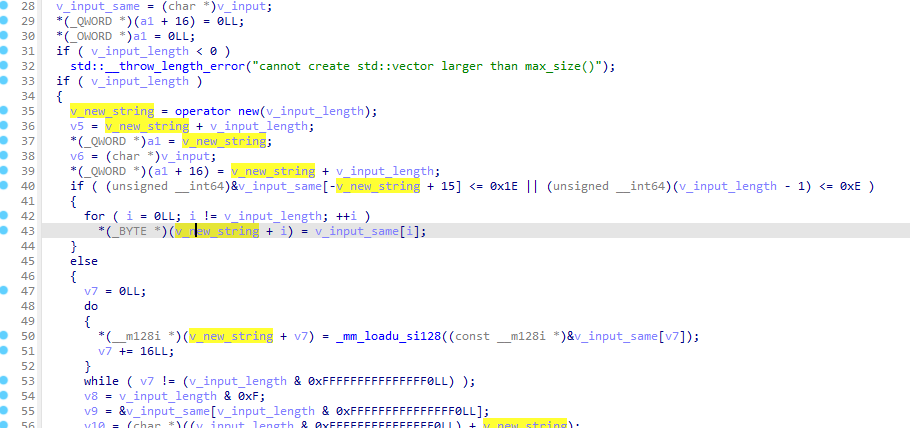 28 v_input_same = (char *)v_input;
29 *(_QWORD *)(a1 + 16) = 0LL;
30 *(_OWORD *)a1 = 0LL;
31 if ( v_input_length < 0 )
32 std::__throw_length_error("cannot create std::vector larger than max_size()");
33 if ( v_input_length )
34 {
35 v_new_string = operator new(v_input_length);
36 v5 = v_new_string + v_input_length;
37 *(_QWORD *)a1 = v_new_string;
38 v6 = (char *)v_input;
39 *(_QWORD *)(a1 + 16) = v_new_string + v_input_length;
40 if ( (unsigned __int64)&v_input_same[-v_new_string + 15] <= 0x1E || (unsigned __int64)(v_input_length - 1) <= 0xE )
41 {
42 for ( i = 0LL; i != v_input_length; ++i )
43 *(_BYTE *)(v_new_string + i) = v_input_same[i];
44 }
45 else
46 {
47 v7 = 0LL;
48 do
49 {
50 *(__m128i *)(v_new_string + v7) = _mm_loadu_si128((const __m128i *)&v_input_same[v7]);
51 v7 += 16LL;
52 }
53 while ( v7 != (v_input_length & 0xFFFFFFFFFFFFFFF0LL) );
54 v8 = v_input_length & 0xF;
55 v9 = &v_input_same[v_input_length & 0xFFFFFFFFFFFFFFF0LL];
56 v10 = (char *)((v_input_length & 0xFFFFFFFFFFFFFFF0LL) + v_new_string);